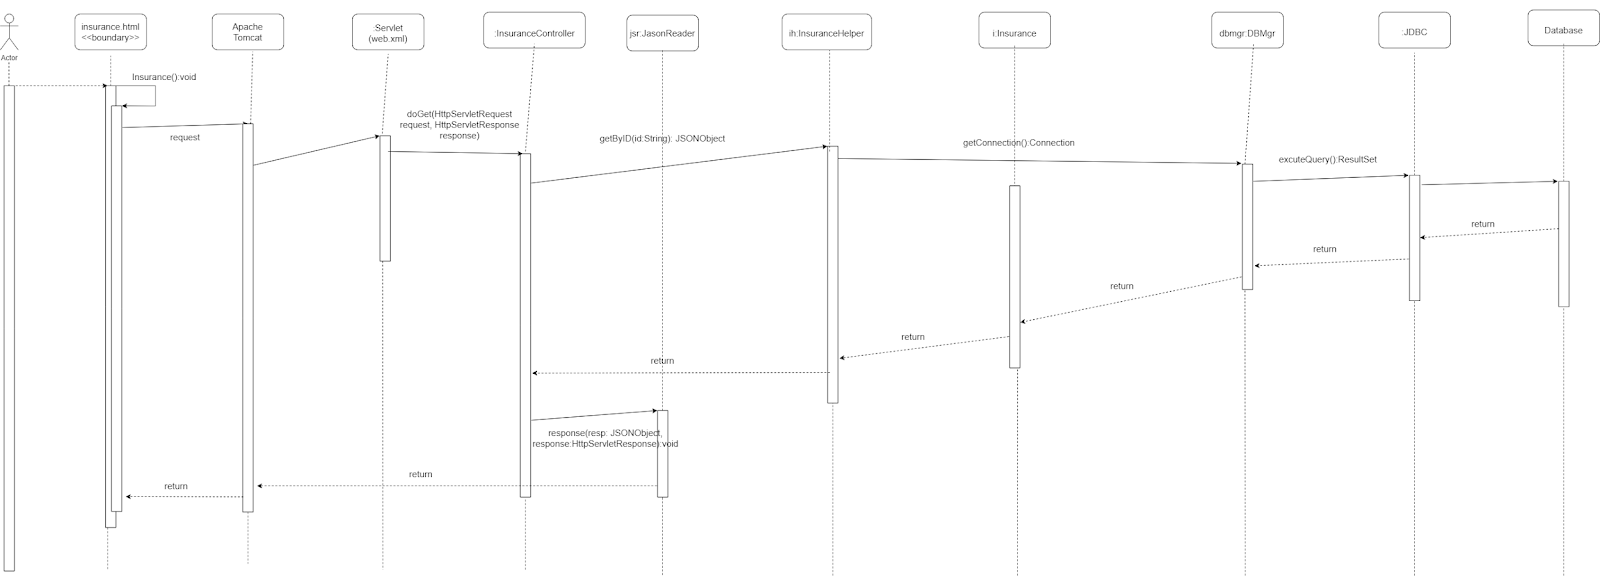 insurance.html
<<boundary>>
Apache
Tomcat
:Servlet
(web.xml)
:InsuranceController
jsr:JasonReader
ih:InsuranceHelper
i:Insurance
dbmgr:DBMgr
:JDBC
Database
Actor
Insurance():void
request
doGet(HttpServletRequest
request, HttpServletResponse
response)
getByID(id:String): JSONObject
getConnection():Connection
excuteQuery():ResultSet
return
return
return
return
return
response(resp: JSONObject,
response:HttpServletResponse):void
return
return